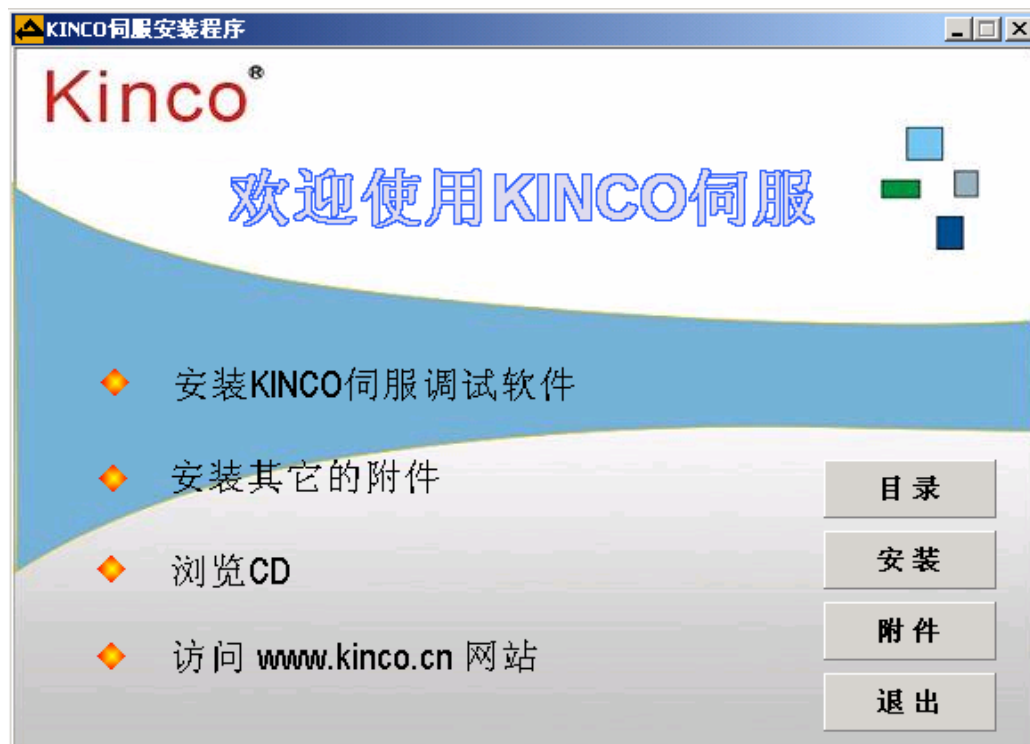 KINCO伺服安装程序
Kinco®
欢迎使用KINCO伺服
安装KINCO伺服调试软件
安装其它的附件
目录
浏览CD
安装
附件
访问 www.kinco.cn 网站
退出